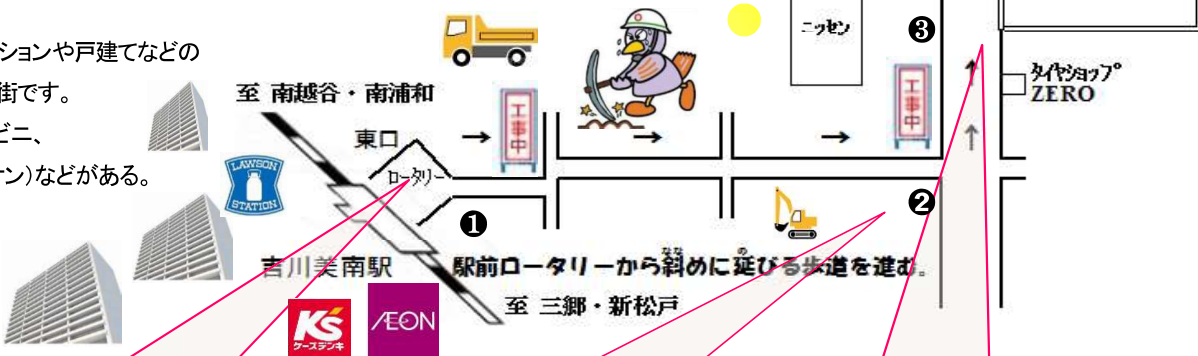 ションや戸建てなどの
街です。
ビニ、
ナン)などがある。
至 南越谷・南浦和
東口
→
工事中
→
→
工事中
ニッセン
❸
タイヤショップ
ZERO
ロータリー
LAWSON
STATION
❶
❷
吉川美南駅
駅前ロータリーから斜めに延びる歩道を進む。
なな
の
至 三郷・新松戸
K's
ケーズデンキ
ÆON